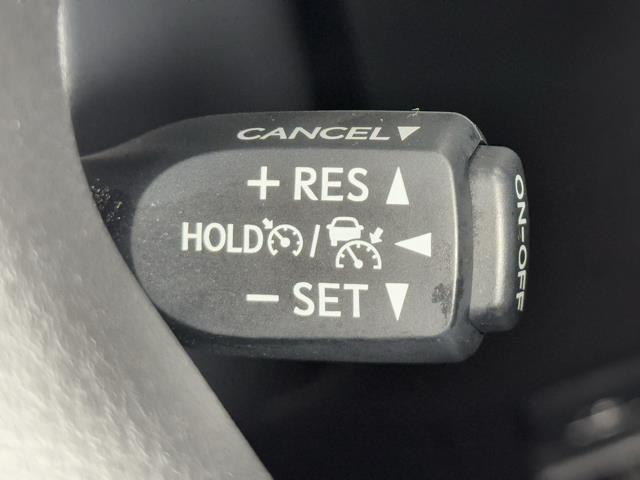 CANCEL ▼
+ RES ▲
HOLD / ◀
− SET ▼
ON-OFF